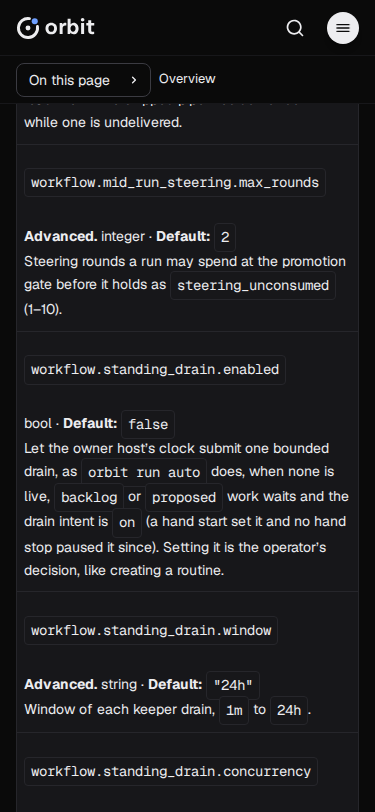 orbit
On this page
Overview
while one is undelivered.
workflow.mid_run_steering.max_rounds
Advanced. integer · Default: 2
Steering rounds a run may spend at the promotion
gate before it holds as steering_unconsumed
(1–10).
workflow.standing_drain.enabled
bool · Default: false
Let the owner host's clock submit one bounded
drain, as orbit run auto does, when none is
live, backlog or proposed work waits and the
drain intent is on (a hand start set it and no hand
stop paused it since). Setting it is the operator's
decision, like creating a routine.
workflow.standing_drain.window
Advanced. string · Default: "24h"
Window of each keeper drain, 1m to 24h.
workflow.standing_drain.concurrency